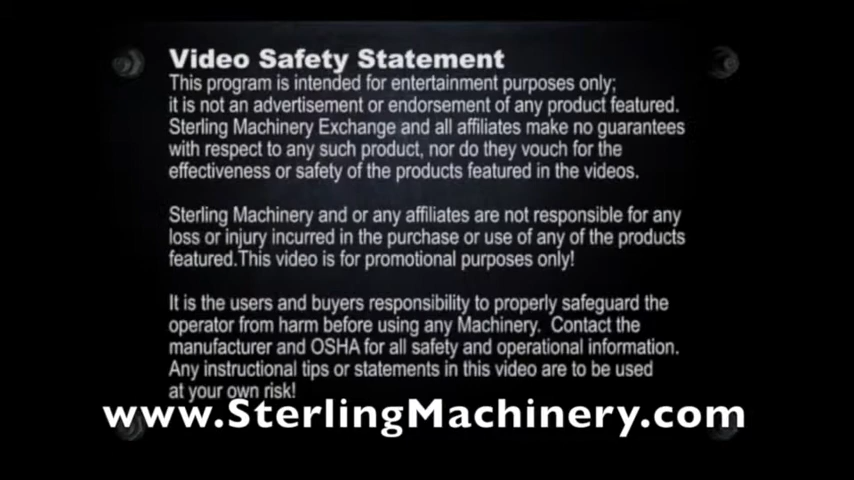 Video Safety Statement
This program is intended for entertainment purposes only;
it is not an advertisement or endorsement of any product featured.
Sterling Machinery Exchange and all affiliates make no guarantees
with respect to any such product, nor do they vouch for the
effectiveness or safety of the products featured in the videos.
Sterling Machinery and or any affiliates are not responsible for any
loss or injury incurred in the purchase or use of any of the products
featured.This video is for promotional purposes only!
It is the users and buyers responsibility to properly safeguard the
operator from harm before using any Machinery. Contact the
manufacturer and OSHA for all safety and operational information.
Any instructional tips or statements in this video are to be used
at your own risk!
www.SterlingMachinery.com